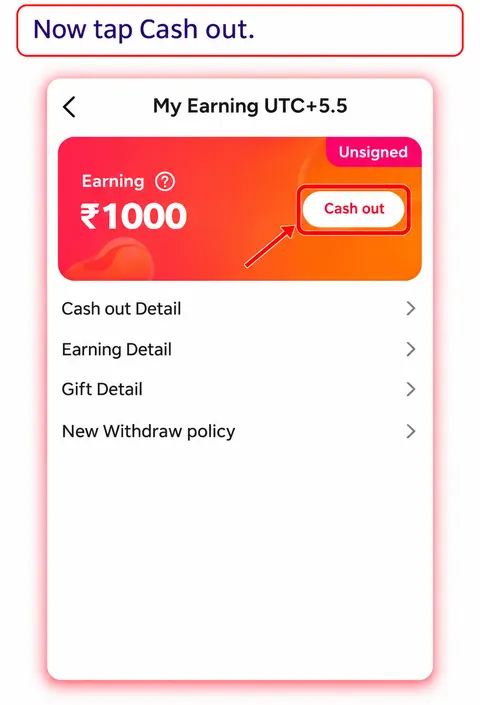 Now tap Cash out.
My Earning UTC+5.5
Unsigned
Earning ?
₹1000
Cash out
Cash out Detail
Earning Detail
Gift Detail
New Withdraw policy